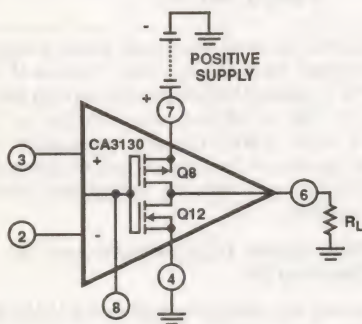 -
POSITIVE
SUPPLY
+
7
CA3130
3
+
Q8
6
Q12
RL
2
-
4
8